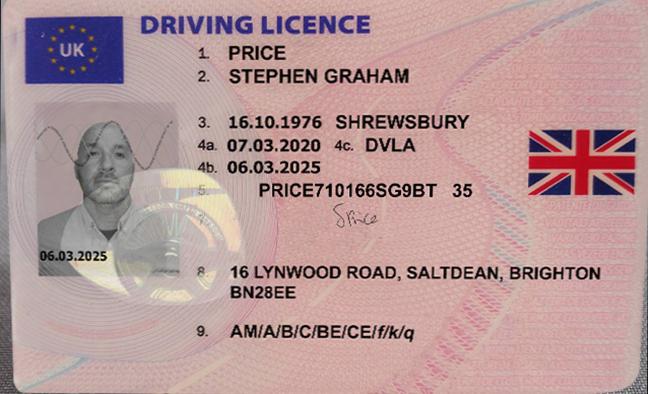 DRIVING LICENCE
UK
1. PRICE
2. STEPHEN GRAHAM
3. 16.10.1976 SHREWSBURY
4a. 07.03.2020 4c. DVLA
4b. 06.03.2025
5. PRICE710166SG9BT 35
SPrice
06.03.2025
8 16 LYNWOOD ROAD, SALTDEAN, BRIGHTON
BN28EE
9. AM/A/B/C/BE/CE/f/k/q